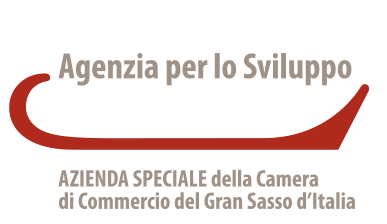 Agenzia per lo Sviluppo
AZIENDA SPECIALE della Camera
di Commercio del Gran Sasso d'Italia